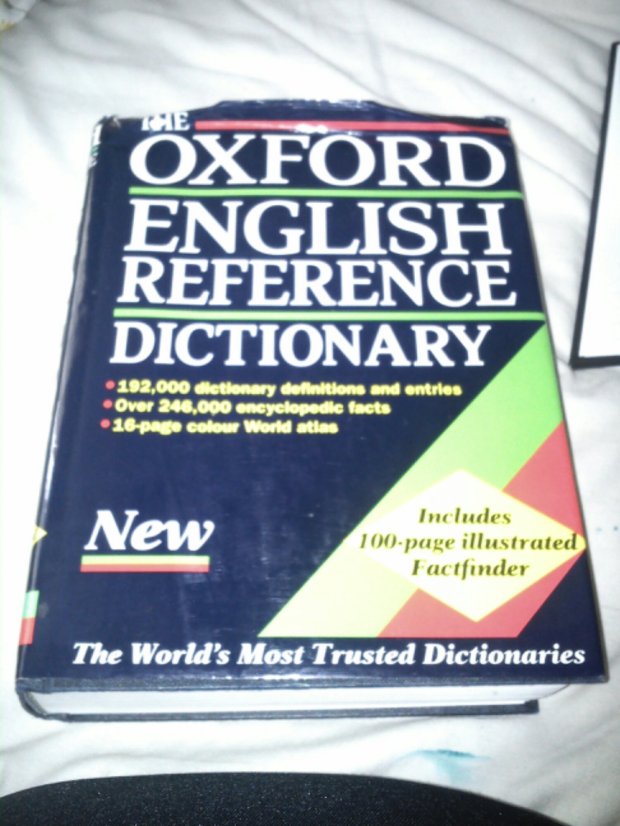 THE
OXFORD
ENGLISH
REFERENCE
DICTIONARY
• 192,000 dictionary definitions and entries
• Over 246,000 encyclopedic facts
• 16-page colour World atlas
New
Includes
100-page illustrated
Factfinder
The World's Most Trusted Dictionaries